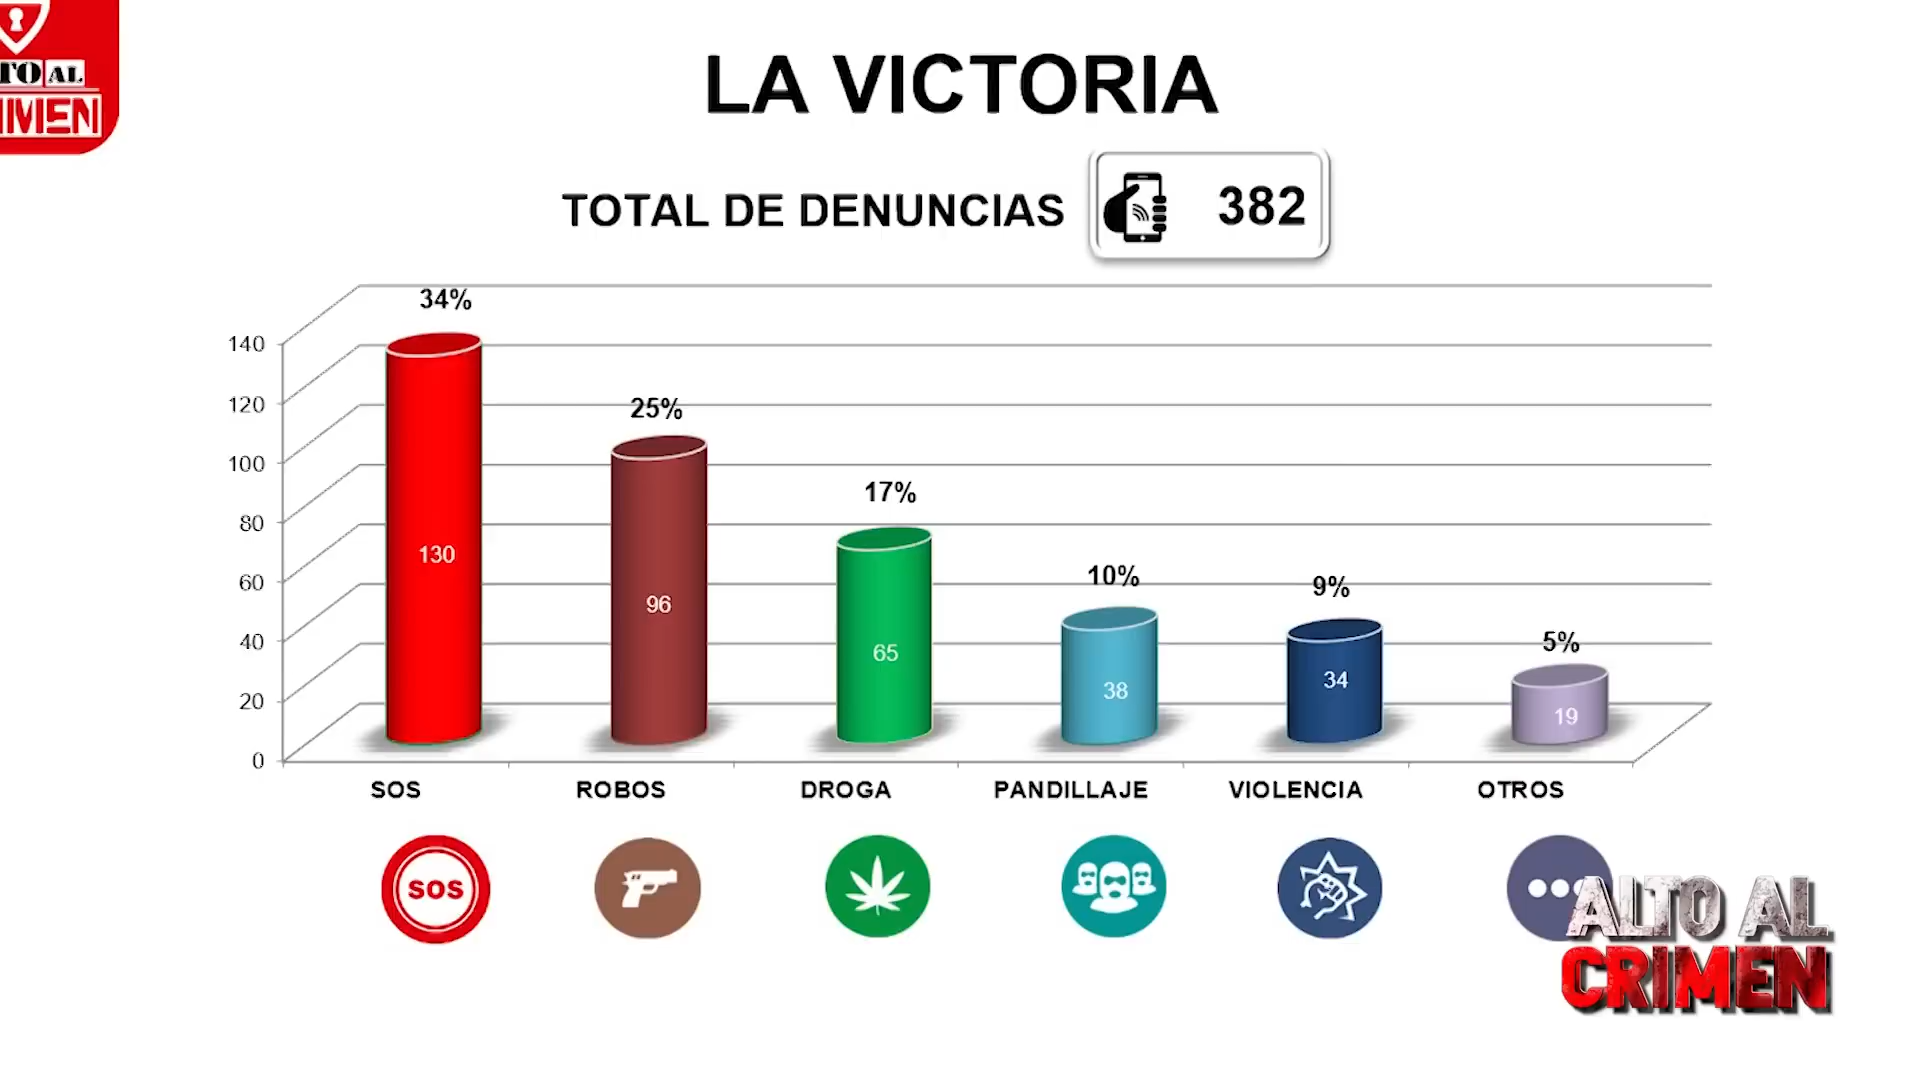 TO AL
IMEN
LA VICTORIA
TOTAL DE DENUNCIAS 382
34%
25%
17%
10%
9%
5%
140
120
100
80
60
40
20
0
130
96
65
38
34
19
SOS ROBOS DROGA PANDILLAJE VIOLENCIA OTROS
SOS
ALTO AL
CRIMEN